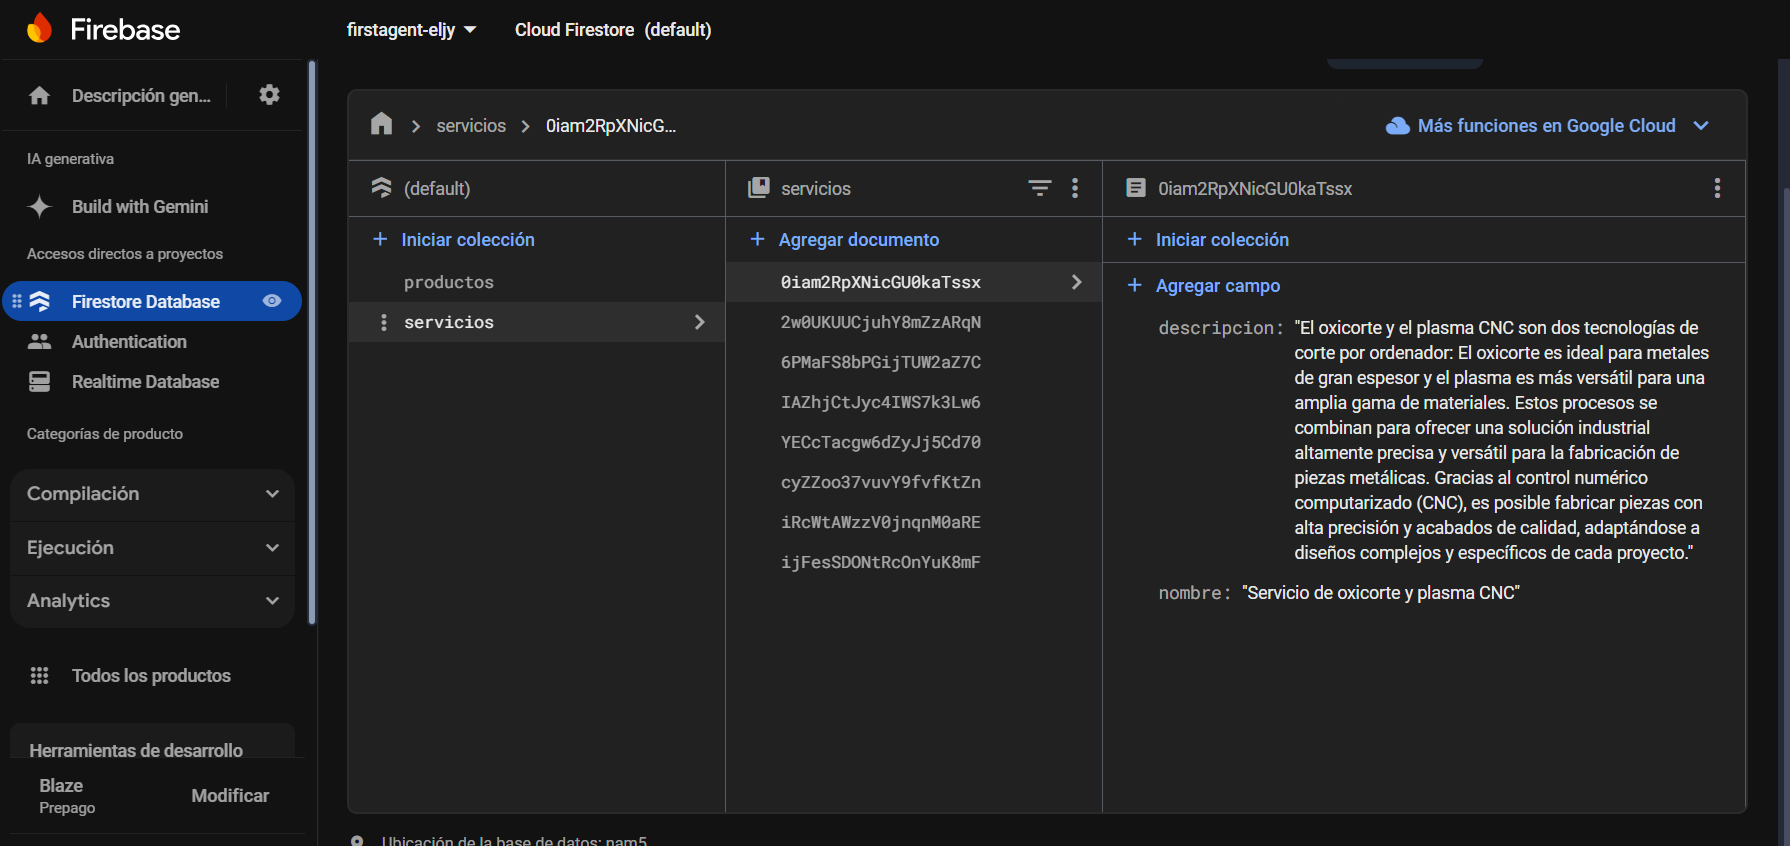 Firebase
firstagent-eljy
Cloud Firestore (default)
Descripción gen...
IA generativa
Build with Gemini
Accesos directos a proyectos
Firestore Database
Authentication
Realtime Database
Categorías de producto
Compilación
Ejecución
Analytics
Todos los productos
Herramientas de desarrollo
Blaze
Prepago
Modificar
servicios
0iam2RpXNicG...
Más funciones en Google Cloud
(default)
Iniciar colección
productos
servicios
servicios
Agregar documento
0iam2RpXNicGU0kaTssx
2w0UKUUCjuhY8mZzARqN
6PMaFS8bPGijTUW2aZ7C
IAZhjCtJyc4IWS7k3Lw6
YECcTacgw6dZyJj5Cd70
cyZZoo37vuvY9fvfKtZn
iRcWtAWzzV0jnqnM0aRE
ijFesSDONtRcOnYuK8mF
0iam2RpXNicGU0kaTssx
Iniciar colección
Agregar campo
descripcion: "El oxicorte y el plasma CNC son dos tecnologías de
corte por ordenador: El oxicorte es ideal para metales
de gran espesor y el plasma es más versátil para una
amplia gama de materiales. Estos procesos se
combinan para ofrecer una solución industrial
altamente precisa y versátil para la fabricación de
piezas metálicas. Gracias al control numérico
computarizado (CNC), es posible fabricar piezas con
alta precisión y acabados de calidad, adaptándose a
diseños complejos y específicos de cada proyecto."
nombre: "Servicio de oxicorte y plasma CNC"
Ubicación de la base de datos: nam5